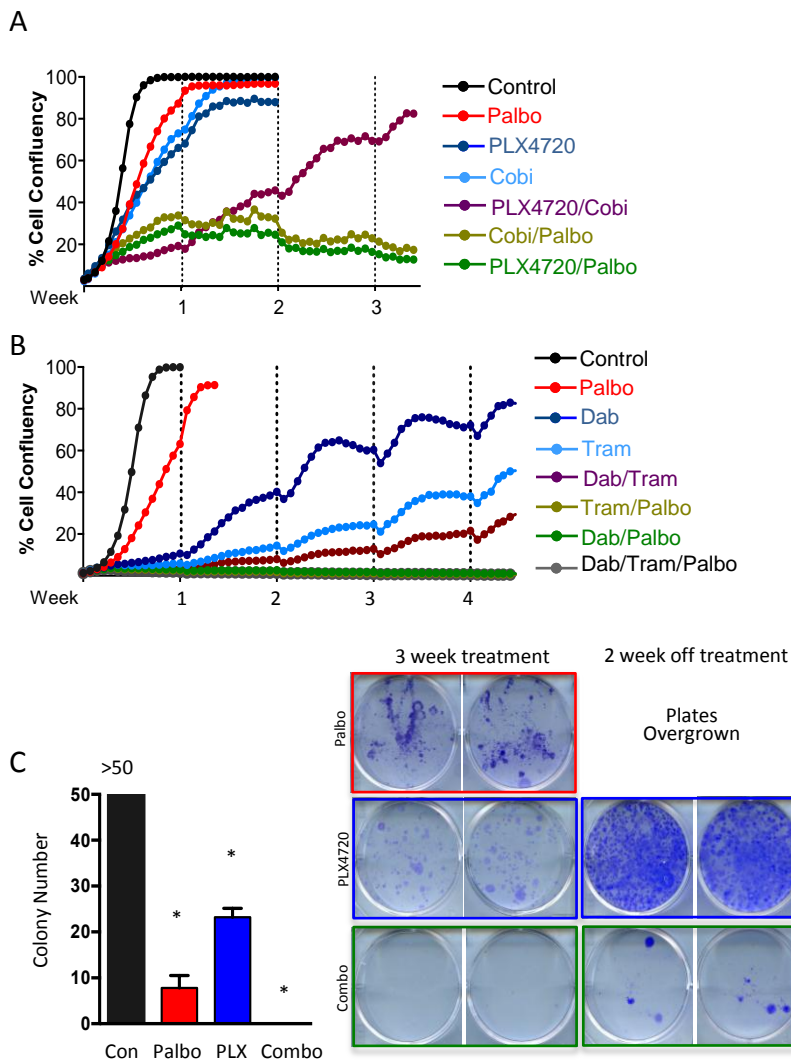 A
% Cell Confluency
100
80
60
40
20
Week
1
2
3
Control
Palbo
PLX4720
Cobi
PLX4720/Cobi
Cobi/Palbo
PLX4720/Palbo
B
% Cell Confluency
100
80
60
40
20
Week
1
2
3
4
Control
Palbo
Dab
Tram
Dab/Tram
Tram/Palbo
Dab/Palbo
Dab/Tram/Palbo
C
>50
Colony Number
50
40
30
20
10
0
*
*
*
Con Palbo PLX Combo
3 week treatment 2 week off treatment
Palbo
Plates
Overgrown
PLX4720
Combo